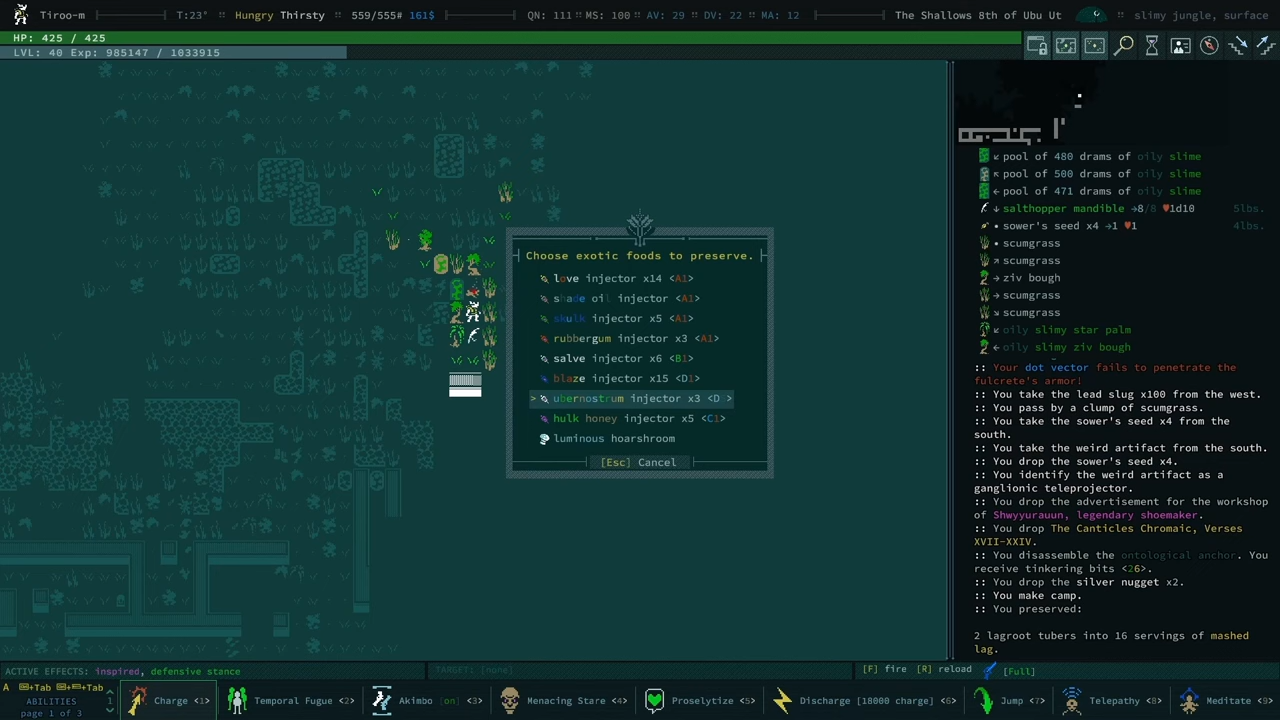 Tiroo-m T:23° Hungry Thirsty 559/555# 161$ QN: 111 MS: 100 AV: 29 DV: 22 MA: 12 The Shallows 8th of Ubu Ut slimy jungle, surface
HP: 425 / 425
LVL: 40 Exp: 985147 / 1033915
pool of 480 drams of oily slime
pool of 500 drams of oily slime
pool of 471 drams of oily slime
salthopper mandible →8/8 ♥1d10 5lbs.
sower's seed x4 →1 ♥1 4lbs.
scumgrass
scumgrass
ziv bough
scumgrass
scumgrass
oily slimy star palm
oily slimy ziv bough
Choose exotic foods to preserve.
love injector x14 <A1>
shade oil injector <A1>
skulk injector x5 <A1>
rubbergum injector x3 <A1>
salve injector x6 <B1>
blaze injector x15 <D1>
> ubernostrum injector x3 <D >
hulk honey injector x5 <C1>
luminous hoarshroom
[Esc] Cancel
:: Your dot vector fails to penetrate the
fulcrete's armor!
:: You take the lead slug x100 from the west.
:: You pass by a clump of scumgrass.
:: You take the sower's seed x4 from the
south.
:: You take the weird artifact from the south.
:: You drop the sower's seed x4.
:: You identify the weird artifact as a
ganglionic teleprojector.
:: You drop the advertisement for the workshop
of Shwyyurauun, legendary shoemaker.
:: You drop The Canticles Chromaic, Verses
XVII-XXIV.
:: You disassemble the ontological anchor. You
receive tinkering bits <26>.
:: You drop the silver nugget x2.
:: You make camp.
:: You preserved:
2 lagroot tubers into 16 servings of mashed
lag.
ACTIVE EFFECTS: inspired, defensive stance TARGET: [none] [F] fire [R] reload [Full]
A +Tab +Tab
ABILITIES 1
page 1 of 3
Charge <1> Temporal Fugue <2> Akimbo [on] <3> Menacing Stare <4> Proselytize <5> Discharge [18000 charge] <6> Jump <7> Telepathy <8> Meditate <9>